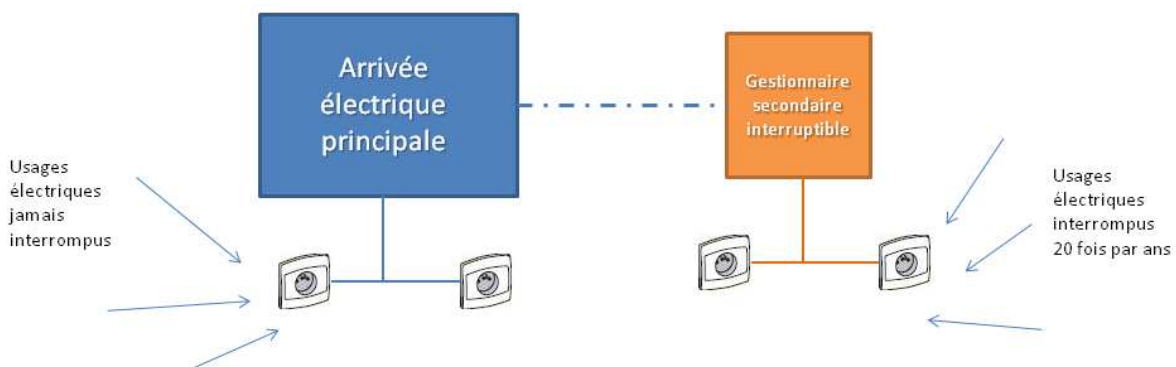 Arrivée
électrique
principale
Gestionnaire
secondaire
interruptible
Usages
électriques
jamais
interrompus
Usages
électriques
interrompus
20 fois par ans